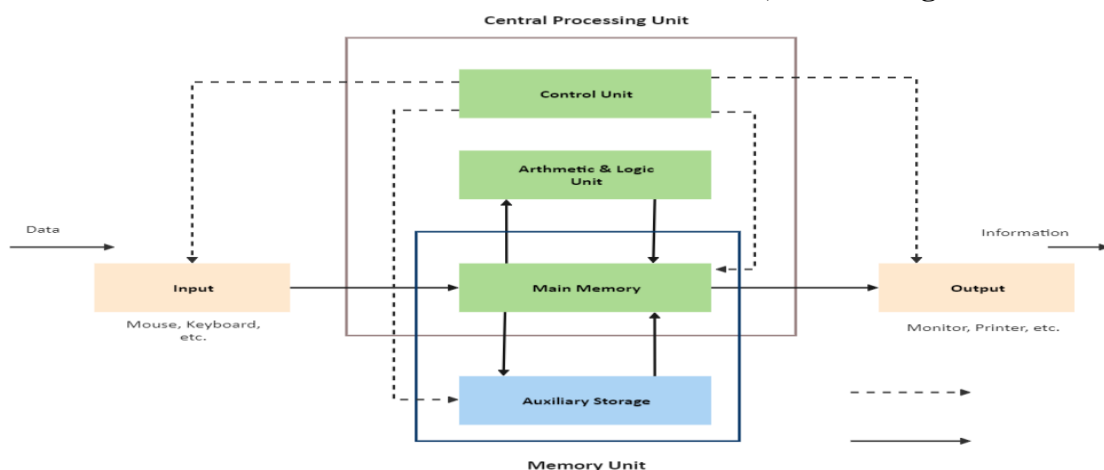 Central Processing Unit
Control Unit
Arthmetic & Logic
Unit
Data
Information
Input
Main Memory
Output
Mouse, Keyboard,
etc.
Monitor, Printer, etc.
Auxiliary Storage
Memory Unit